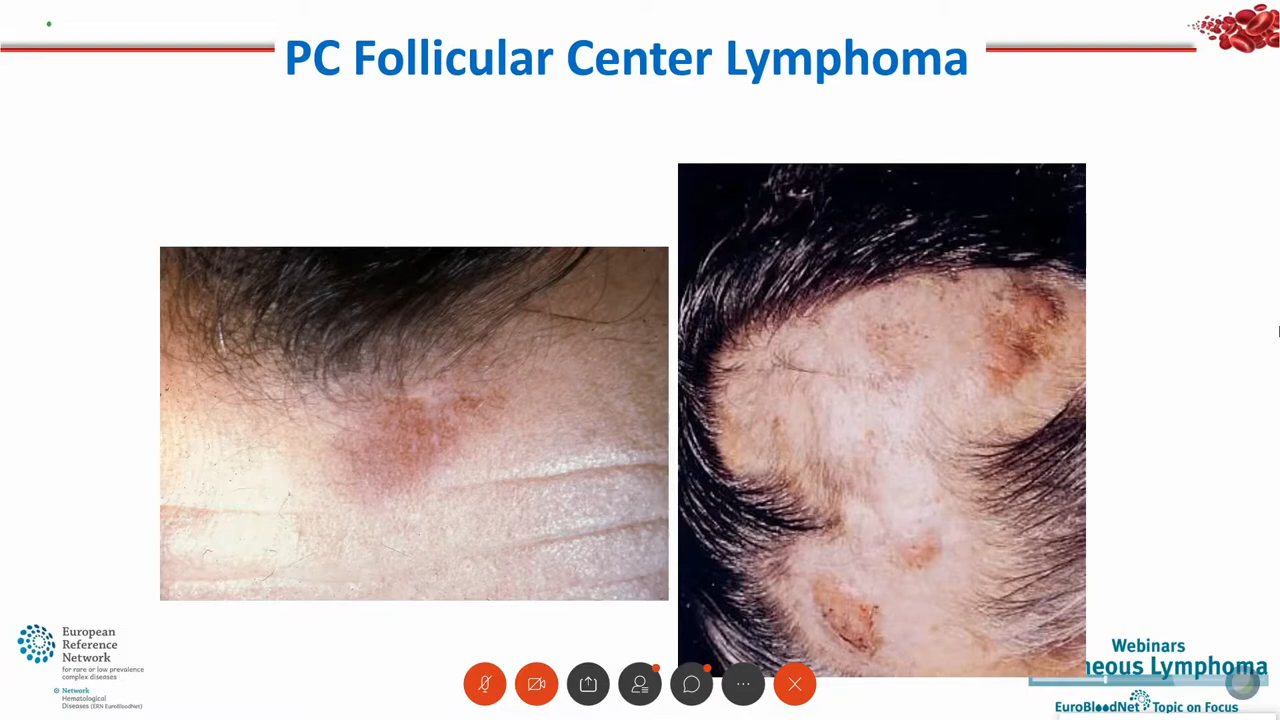 PC Follicular Center Lymphoma
European
Reference
Network
for rare or low prevalence
complex diseases
Network
Hematological
Diseases (ERN EuroBloodNet)
Webinars
neous Lymphoma
EuroBloodNet Topic on Focus